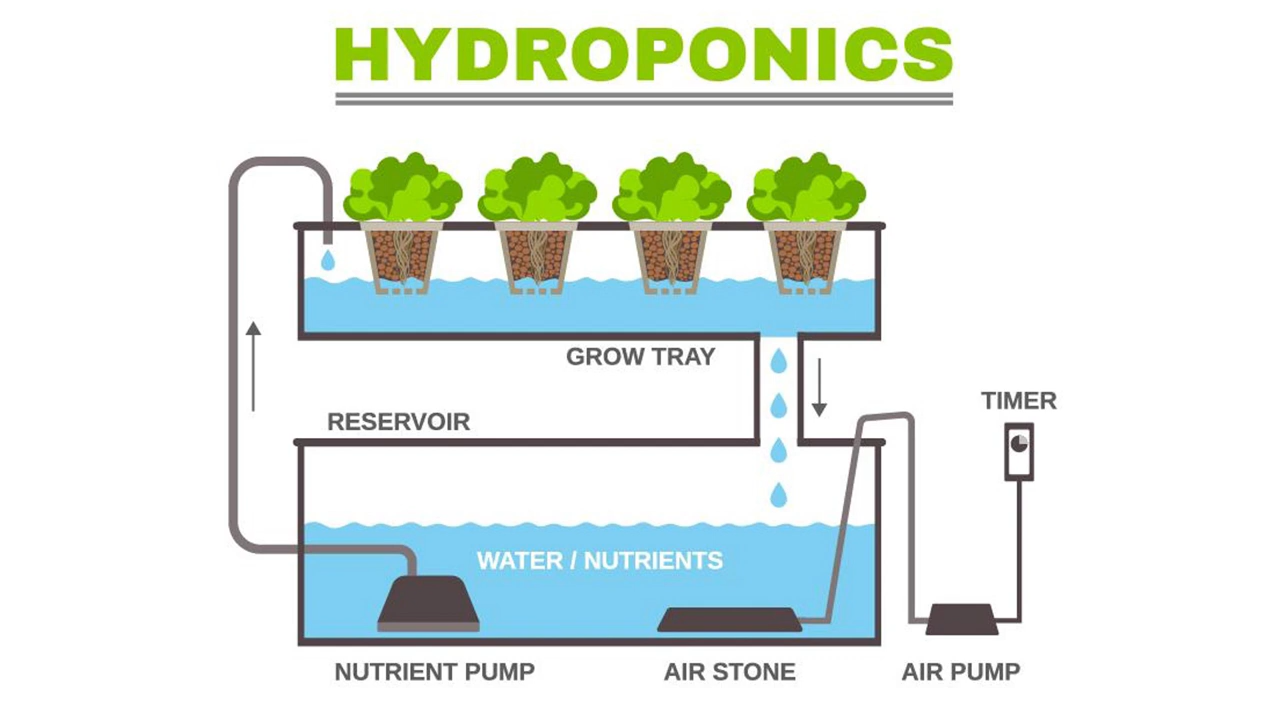 HYDROPONICS
GROW TRAY
RESERVOIR
TIMER
WATER / NUTRIENTS
NUTRIENT PUMP
AIR STONE
AIR PUMP